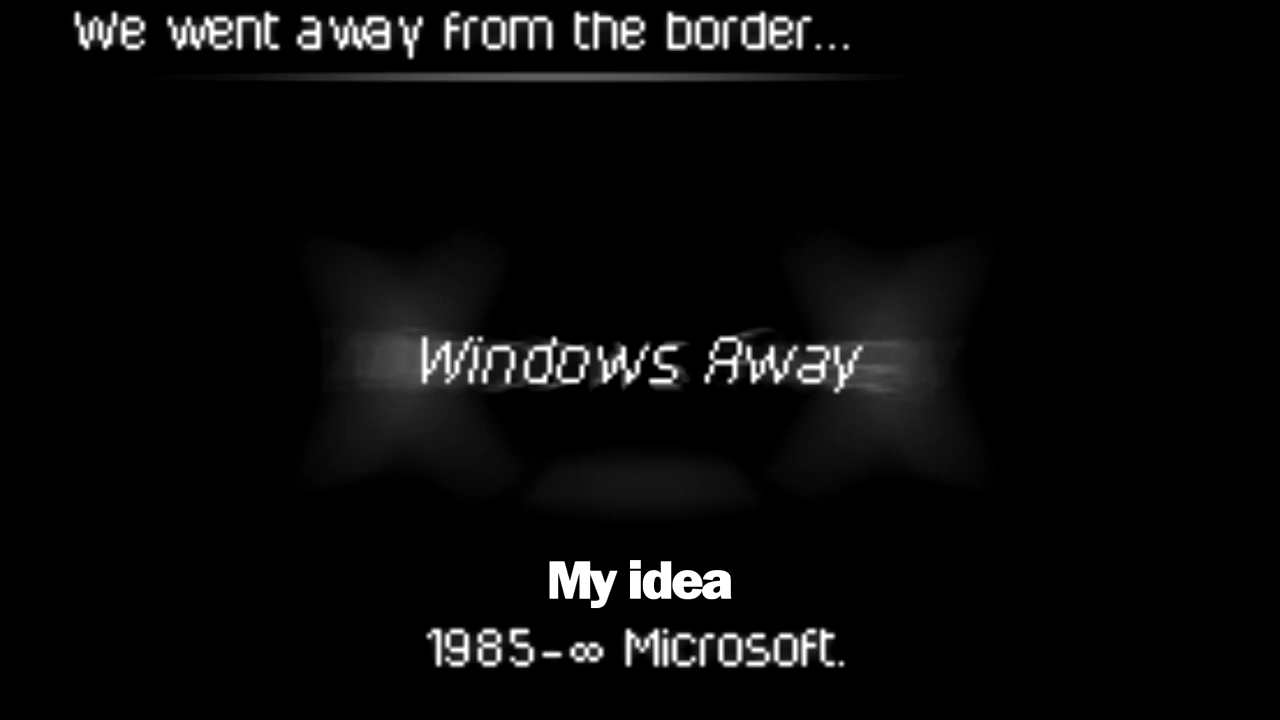 We went away from the border...
Windows Away
My idea
1985-∞ Microsoft.